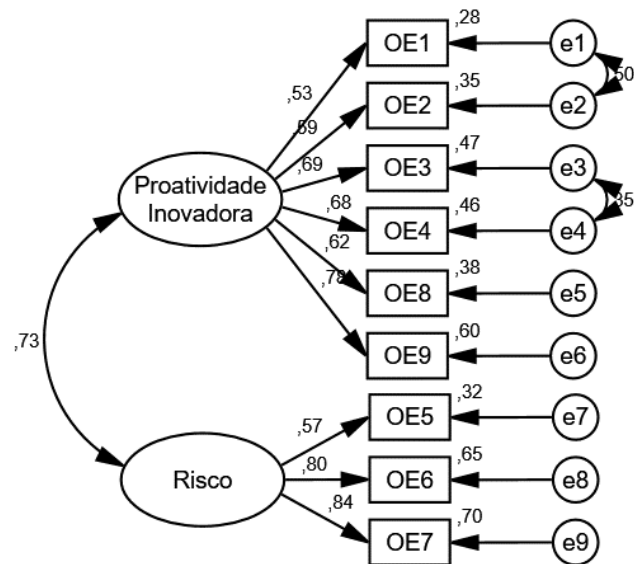 ,28
OE1
e1
,53
,50
,35
OE2
e2
,59
,47
OE3
e3
,69
Proatividade
Inovadora
,35
,46
OE4
e4
,68
,38
OE8
e5
,62
,60
OE9
e6
,78
,73
,32
OE5
e7
,57
,65
OE6
e8
,80
Risco
,70
OE7
e9
,84